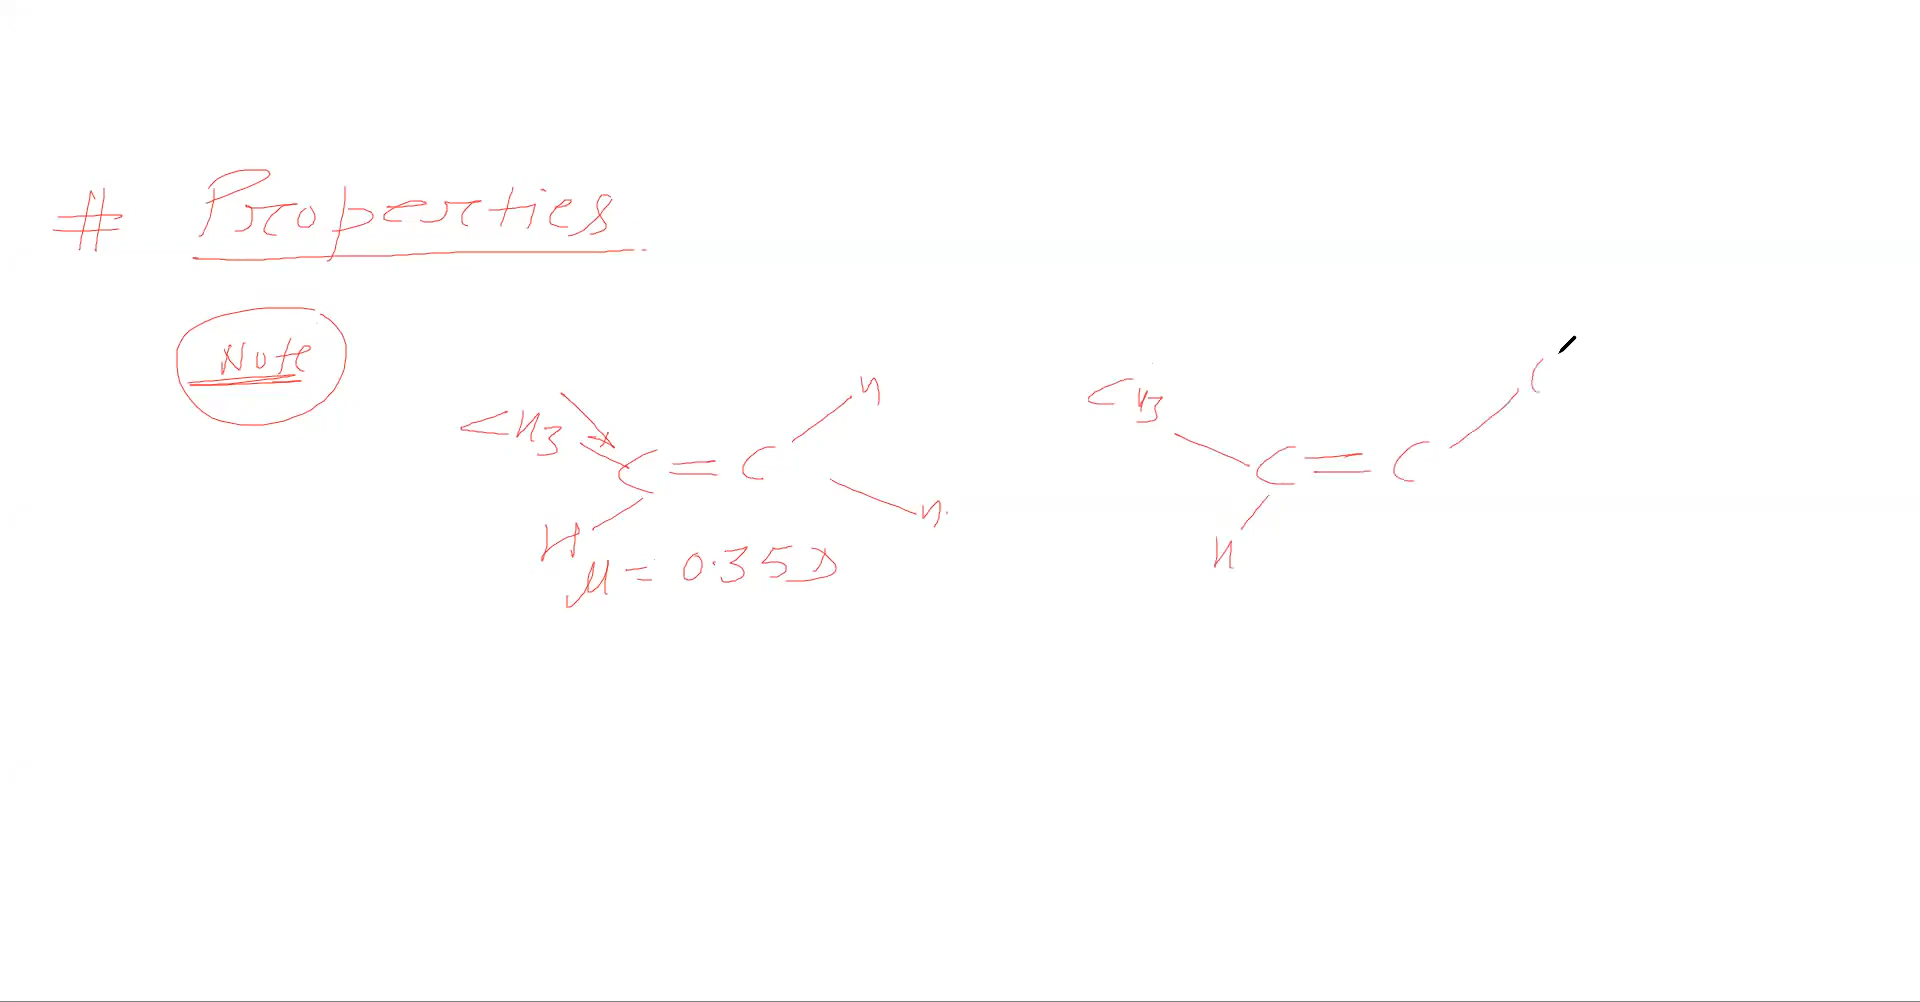 # Properties
Note
CH3 C = C H H H
μ = 0.35D
CH3 C = C C H